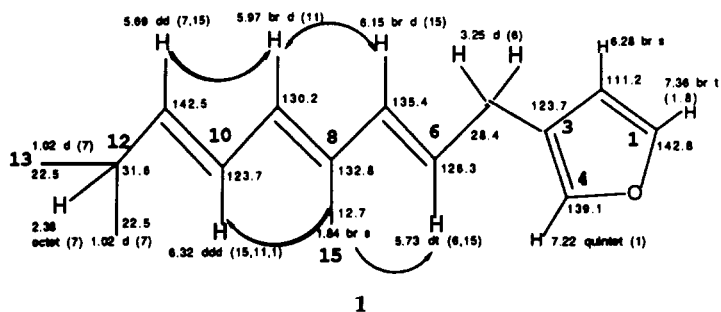 5.69 dd (7,15)
5.97 br d (11)
6.15 br d (15)
3.25 d (6)
6.28 br s
H
H
H
H
H
H
111.2
7.36 br t
(1.8)
H
142.5
130.2
135.4
123.7
28.4
3
1
142.8
12
10
8
6
4
1.02 d (7)
13
22.5
31.6
123.7
132.8
126.3
139.1
O
H
22.5
H
12.7
H
H
7.22 quintet (1)
2.38
octet (7)
1.02 d (7)
6.32 ddd (15,11,1)
1.84 br s
15
5.73 dt (6,15)
1